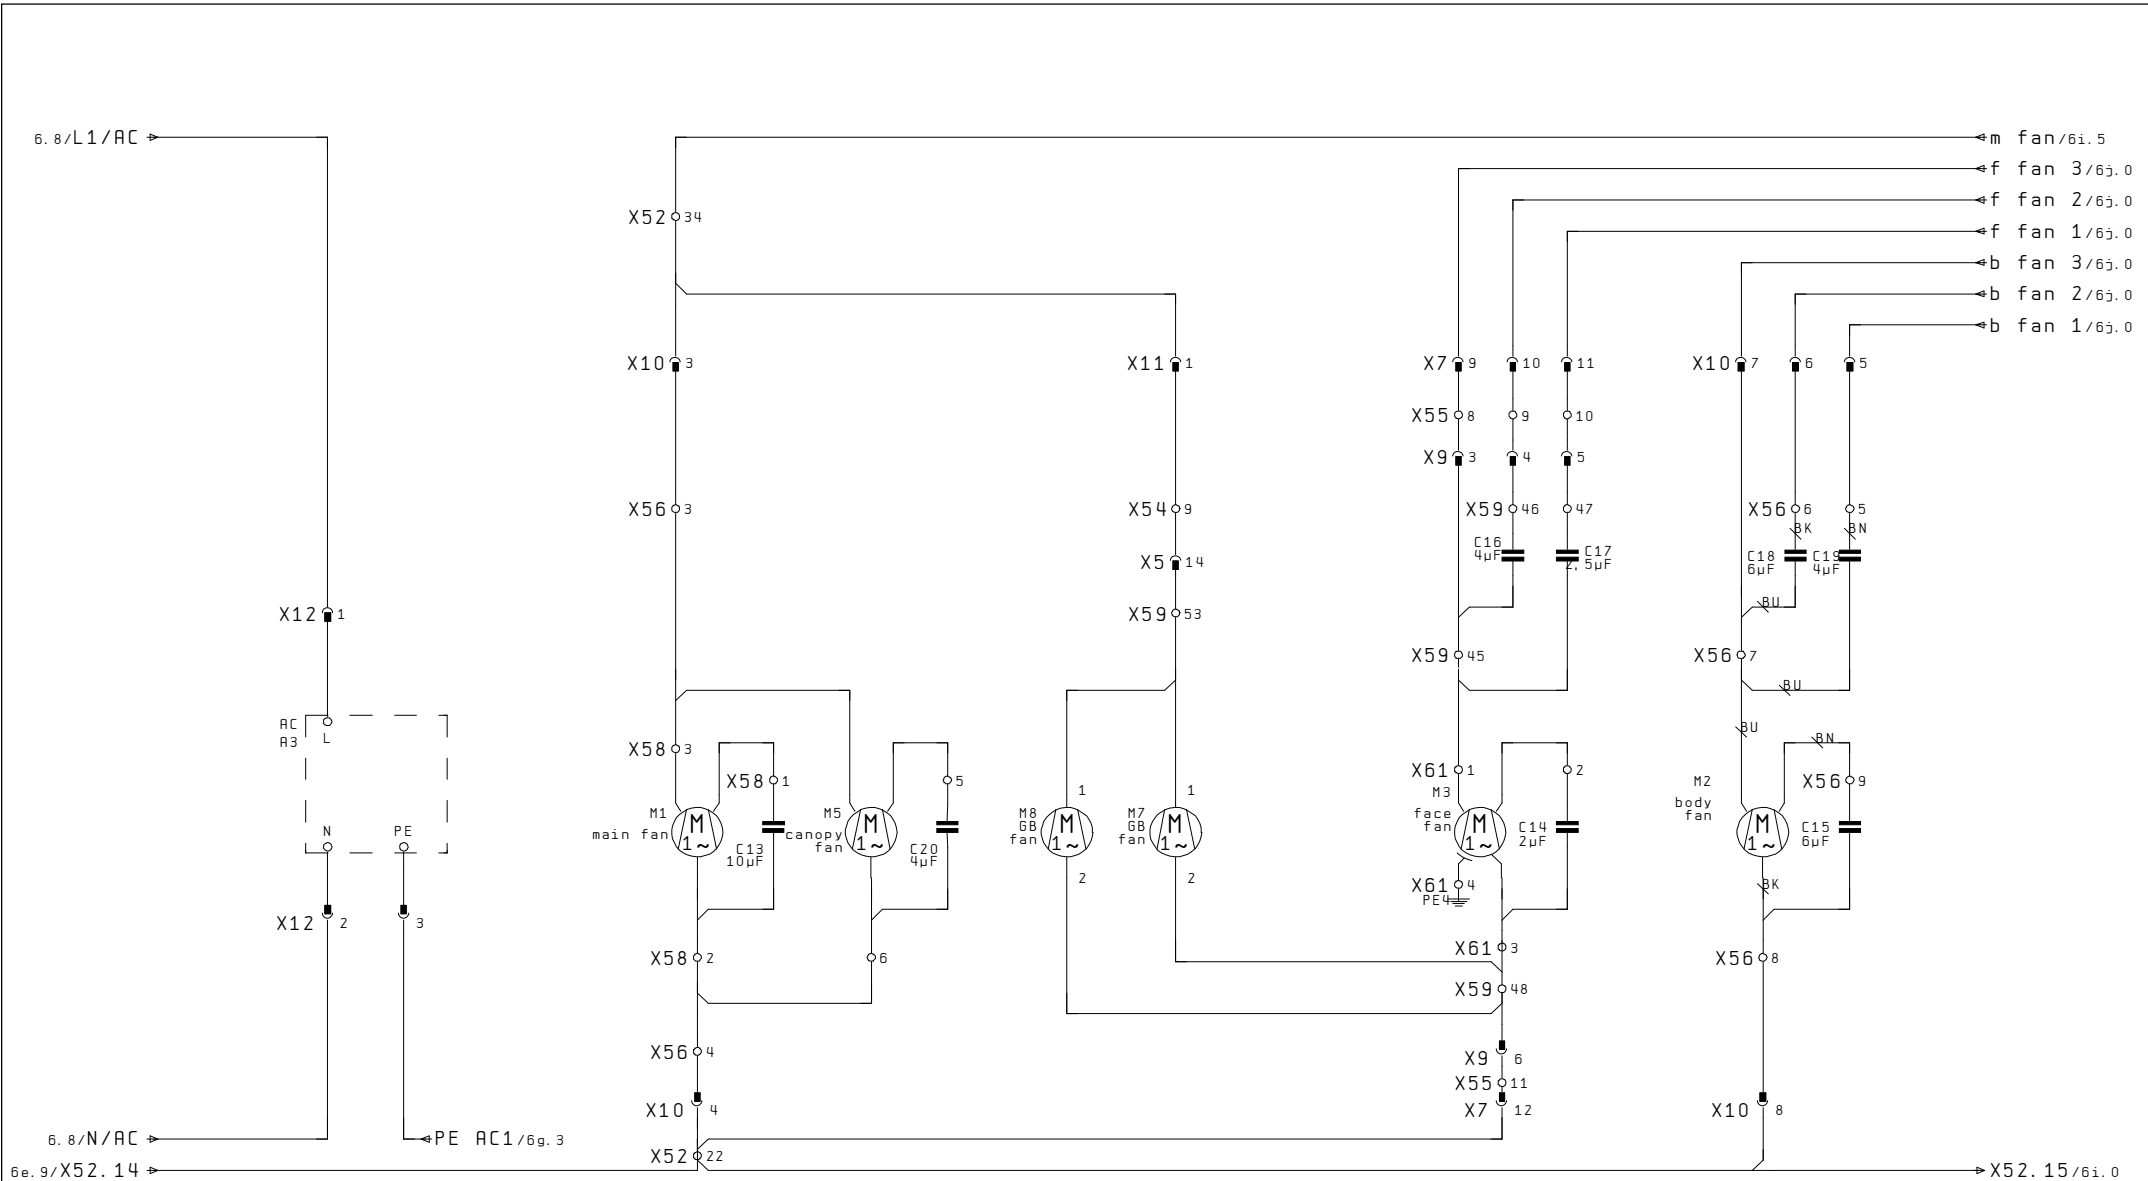 6.8/L1/AC
m fan/6i.5
f fan 3/6j.0
f fan 2/6j.0
X52 34
f fan 1/6j.0
b fan 3/6j.0
b fan 2/6j.0
b fan 1/6j.0
X10 3
X11 1
X7 9 10 11
X10 7 6 5
X55 8 9 10
X9 3 4 5
X56 3
X54 9
X59 46 47
X56 6 5
BK BN
C16
4µF
C17
2,5µF
C18
6µF
C19
4µF
X5 14
BU
X12 1
X59 53
X59 45
X56 7
BU
AC
A3
L
BU
BN
X58 3
X58 1
5
X61 1 2
X56 9
M1
main fan
M
1~
C13
10µF
M5
canopy
fan
M
1~
C20
4µF
1
M8
GB
fan
M
1~
2
1
M7
GB
fan
M
1~
2
M3
face
fan
M
1~
C14
2µF
M2
body
fan
M
1~
C15
6µF
N PE
X61 4
PE4
BK
X12 2 3
X58 2
6
X61 3
X56 8
X59 48
X56 4
X9 6
X55 11
X10 4
X7 12
X10 8
6.8/N/AC
PE AC1/6g.3
X52 22
6e.9/X52.14
X52.15/6i.0